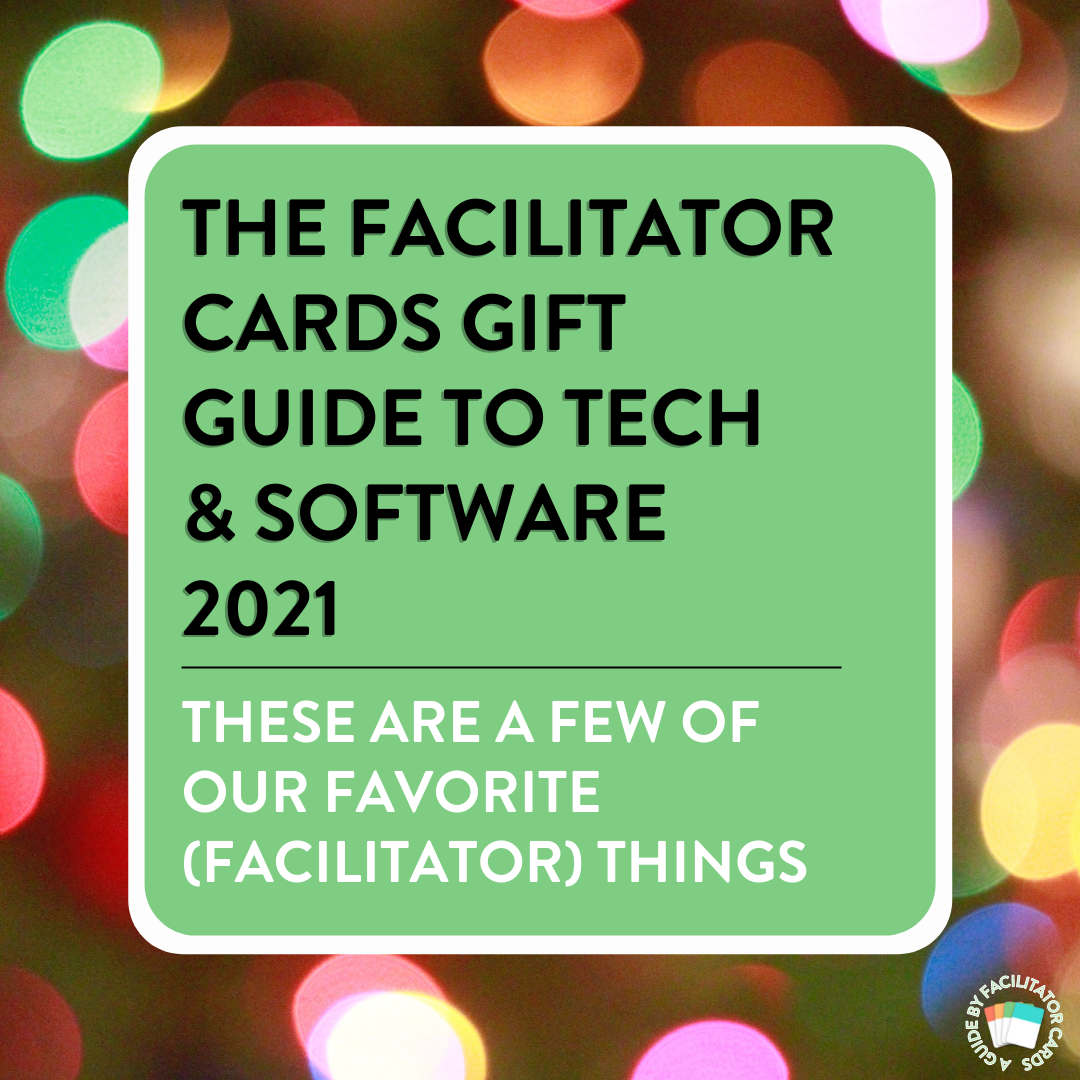 THE FACILITATOR
CARDS GIFT
GUIDE TO TECH
& SOFTWARE
2021
THESE ARE A FEW OF
OUR FAVORITE
(FACILITATOR) THINGS
A GUIDE BY FACILITATOR CARDS